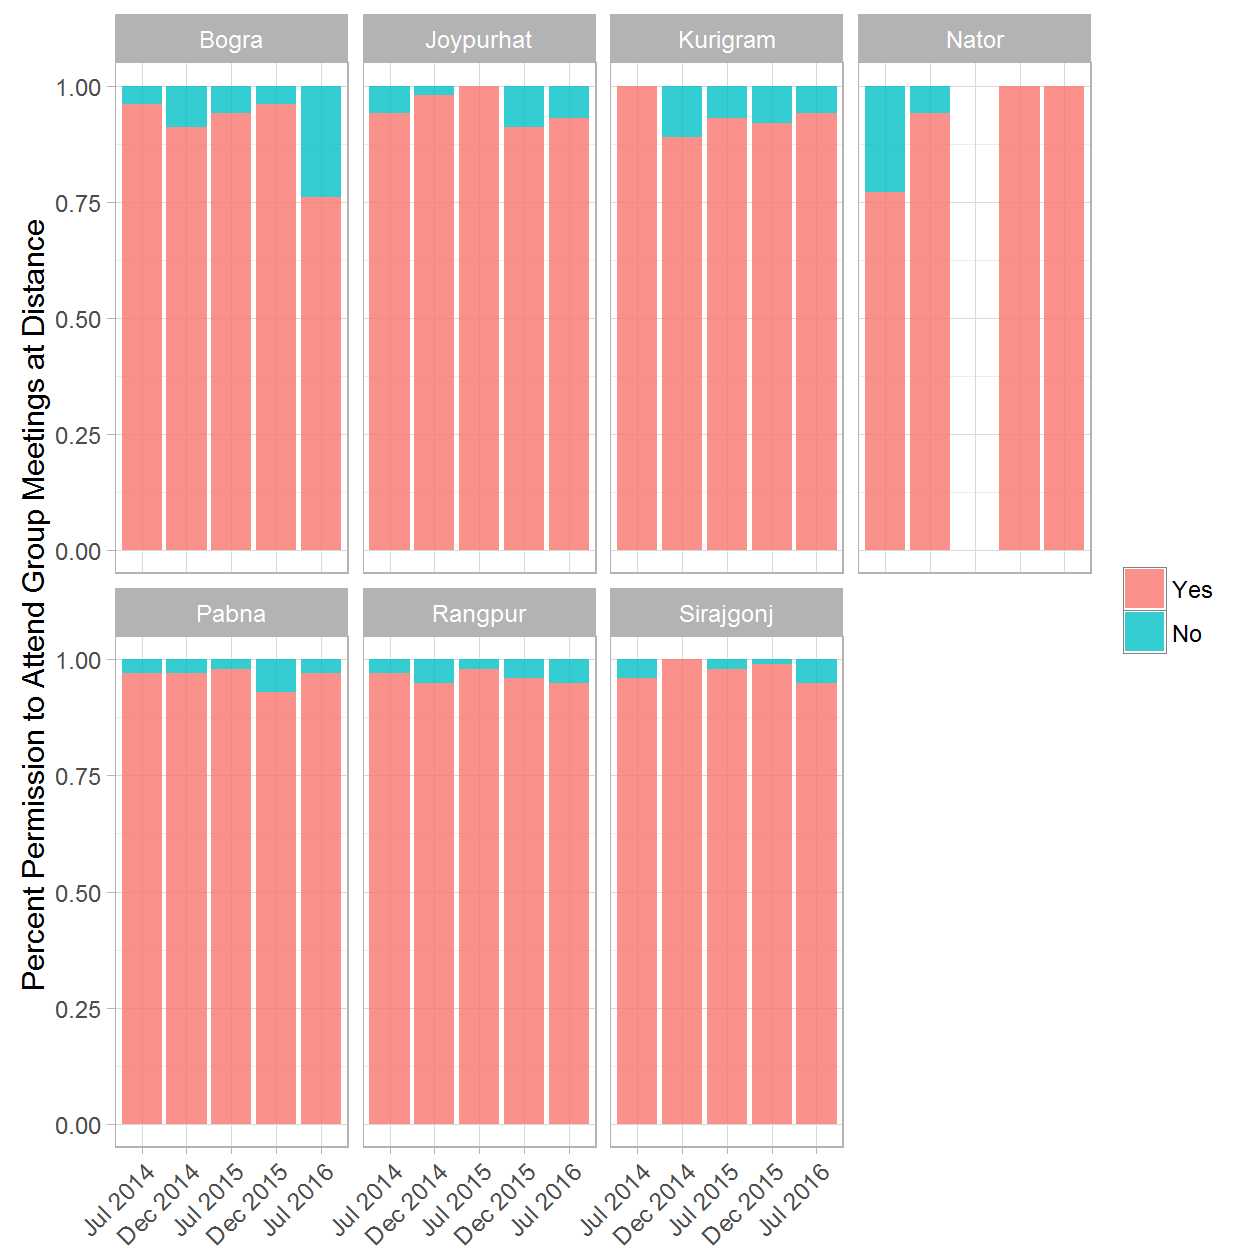 Percent Permission to Attend Group Meetings at Distance
Bogra
Joypurhat
Kurigram
Nator
1.00
0.75
0.50
0.25
0.00
Yes
No
Pabna
Rangpur
Sirajgonj
1.00
0.75
0.50
0.25
0.00
Jul 2014
Dec 2014
Jul 2015
Dec 2015
Jul 2016
Jul 2014
Dec 2014
Jul 2015
Dec 2015
Jul 2016
Jul 2014
Dec 2014
Jul 2015
Dec 2015
Jul 2016